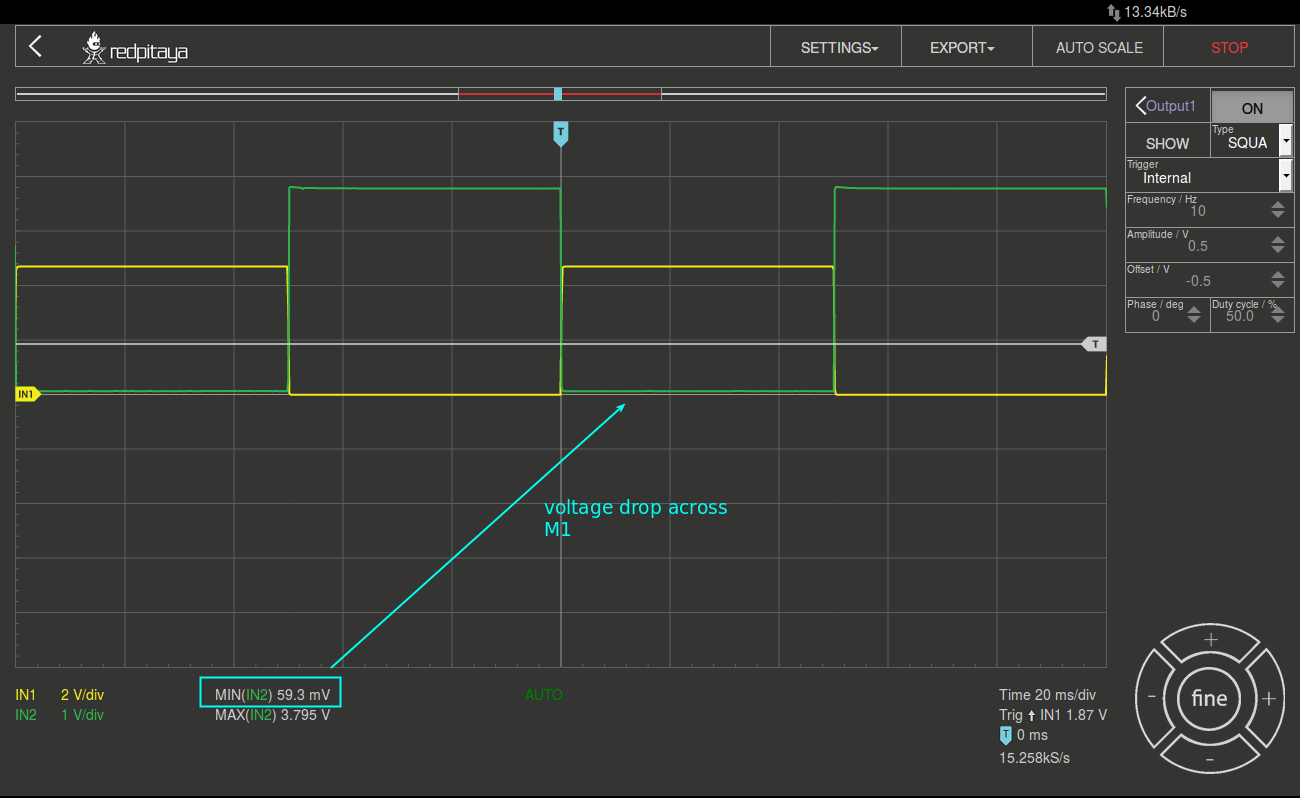 13.34kB/s
redpitaya
SETTINGS
EXPORT
AUTO SCALE
STOP
Output1
ON
SHOW
Type
SQUA
Trigger
Internal
Frequency / Hz
10
Amplitude / V
0.5
Offset / V
-0.5
Phase / deg
0
Duty cycle / %
50.0
T
T
IN1
voltage drop across
M1
IN1 2 V/div
IN2 1 V/div
MIN(IN2) 59.3 mV
MAX(IN2) 3.795 V
AUTO
Time 20 ms/div
Trig IN1 1.87 V
T 0 ms
15.258kS/s
+
-
fine
+
-